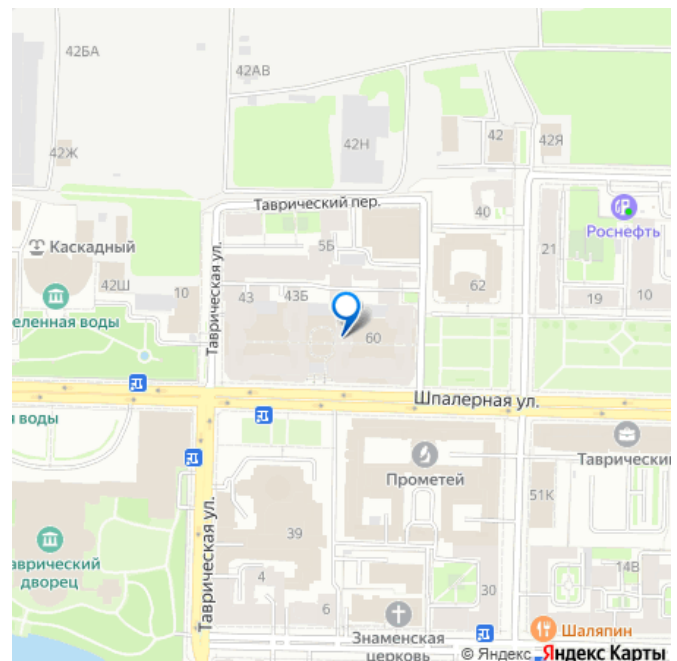 42БА
42АВ
42Н
42
42Я
42Ж
Таврический пер.
40
Роснефть
5Б
21
Каскадный
62
42Ш
10
43
43Б
19
10
Таврическая ул.
еленная воды
60
Шпалерная ул.
я воды
Прометей
Таврически
51К
Таврическая ул.
39
аврический
дворец
4
6
30
14В
Знаменская
церковь
Шаляпин
© Яндекс Яндекс Карты